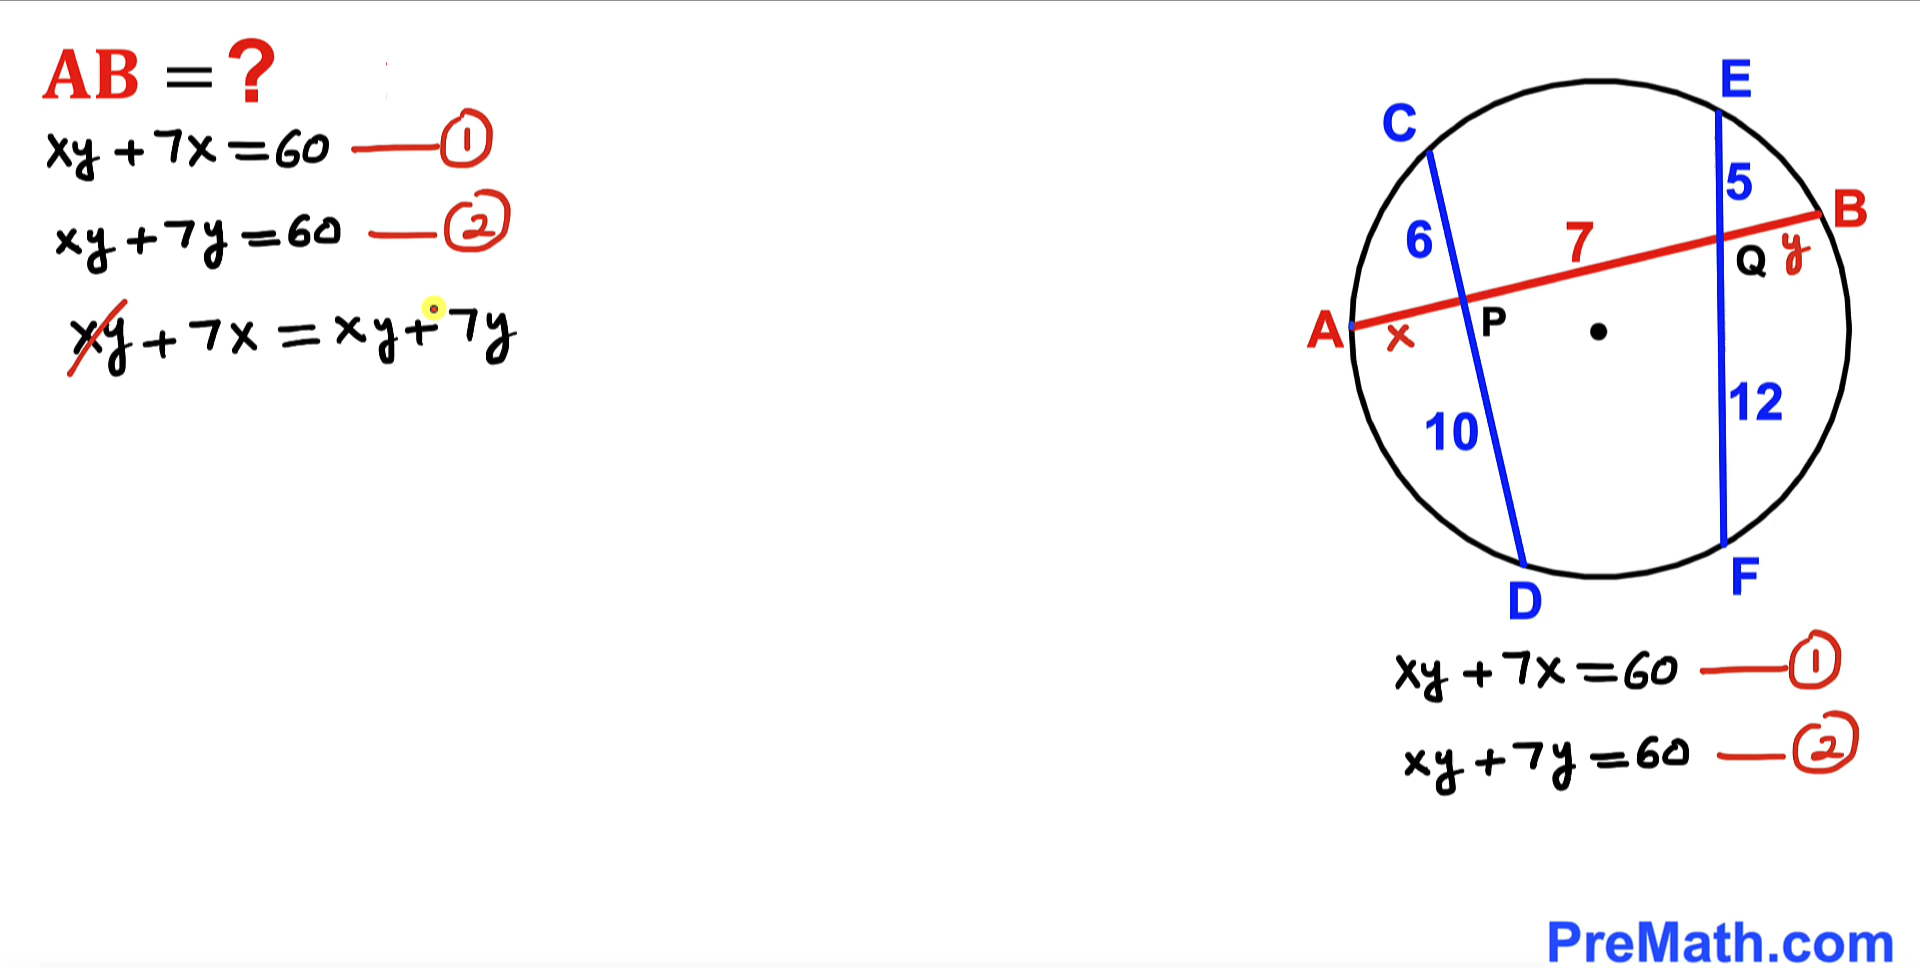 AB = ?
xy + 7x = 60 — ①
xy + 7y = 60 — ②
xy + 7x = xy + 7y
E
C
5
B
7
6
Q y
P
A x
12
10
F
D
xy + 7x = 60 — ①
xy + 7y = 60 — ②
PreMath.com